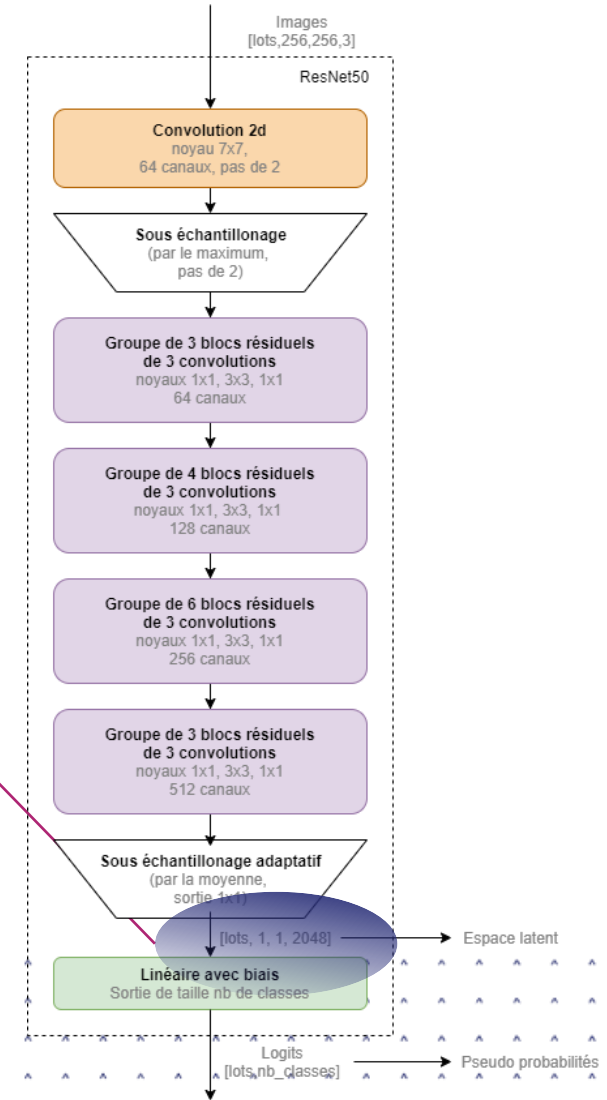 Images
[lots,256,256,3]
ResNet50
Convolution 2d
noyau 7x7,
64 canaux, pas de 2
Sous échantillonage
(par le maximum,
pas de 2)
Groupe de 3 blocs résiduels
de 3 convolutions
noyaux 1x1, 3x3, 1x1
64 canaux
Groupe de 4 blocs résiduels
de 3 convolutions
noyaux 1x1, 3x3, 1x1
128 canaux
Groupe de 6 blocs résiduels
de 3 convolutions
noyaux 1x1, 3x3, 1x1
256 canaux
Groupe de 3 blocs résiduels
de 3 convolutions
noyaux 1x1, 3x3, 1x1
512 canaux
Sous échantillonage adaptatif
(par la moyenne,
sortie 1x1)
[lots, 1, 1, 2048]
Espace latent
Linéaire avec biais
Sortie de taille nb de classes
Logits
[lots,nb_classes]
Pseudo probabilités